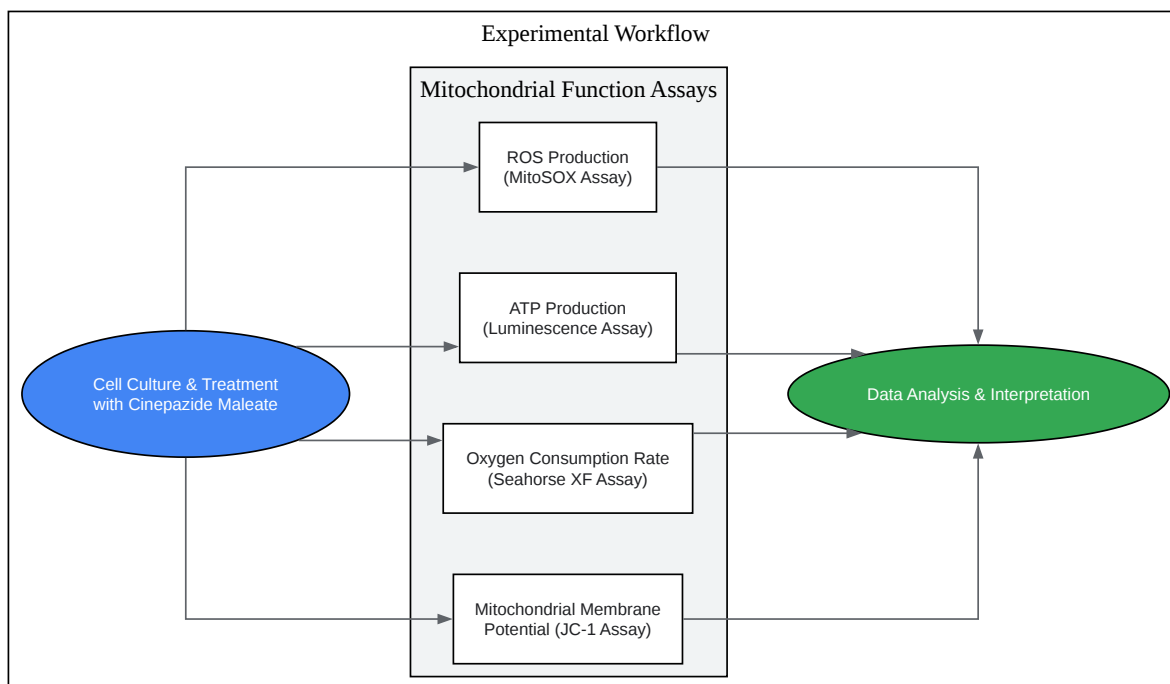 Experimental Workflow
Mitochondrial Function Assays
ROS Production
(MitoSOX Assay)
ATP Production
(Luminescence Assay)
Cell Culture & Treatment
with Cinepazide Maleate
Data Analysis & Interpretation
Oxygen Consumption Rate
(Seahorse XF Assay)
Mitochondrial Membrane
Potential (JC-1 Assay)